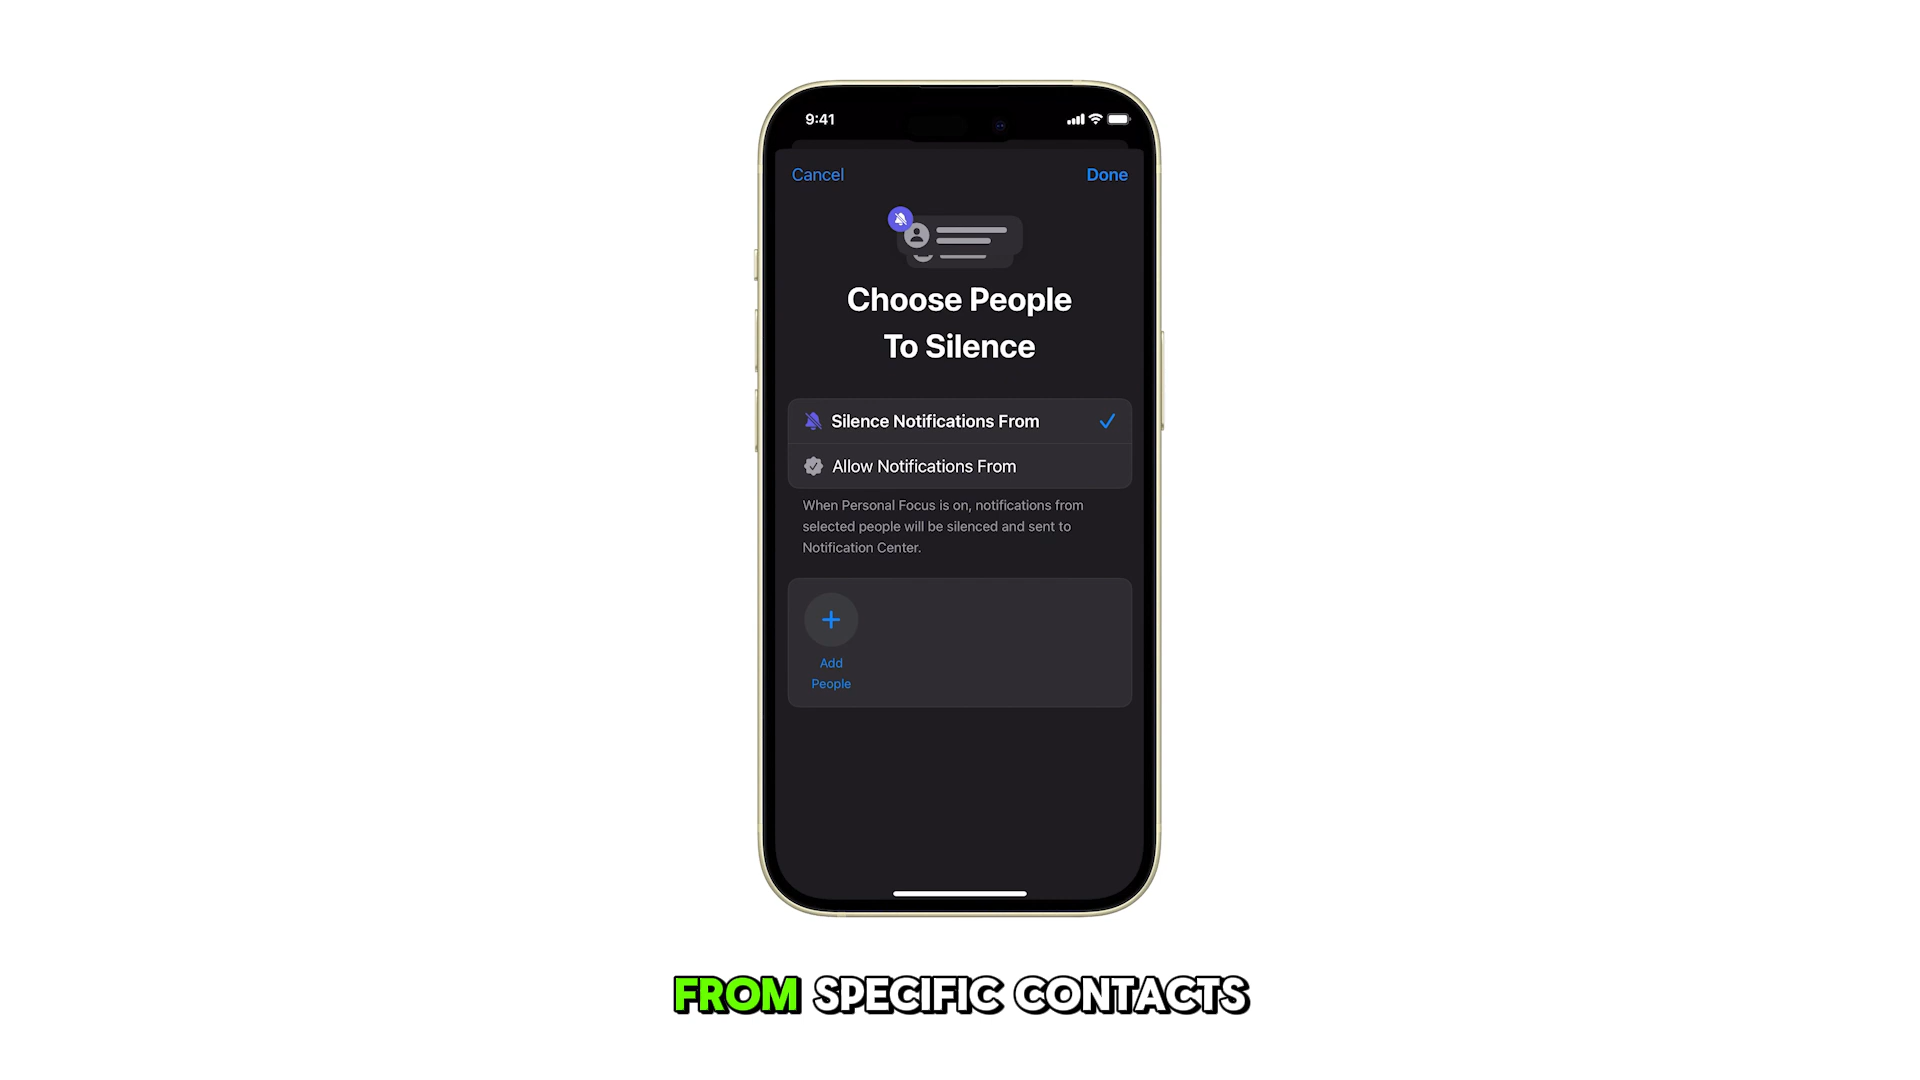 9:41
Cancel
Done
Choose People
To Silence
Silence Notifications From
Allow Notifications From
When Personal Focus is on, notifications from
selected people will be silenced and sent to
Notification Center.
Add
People
FROM SPECIFIC CONTACTS